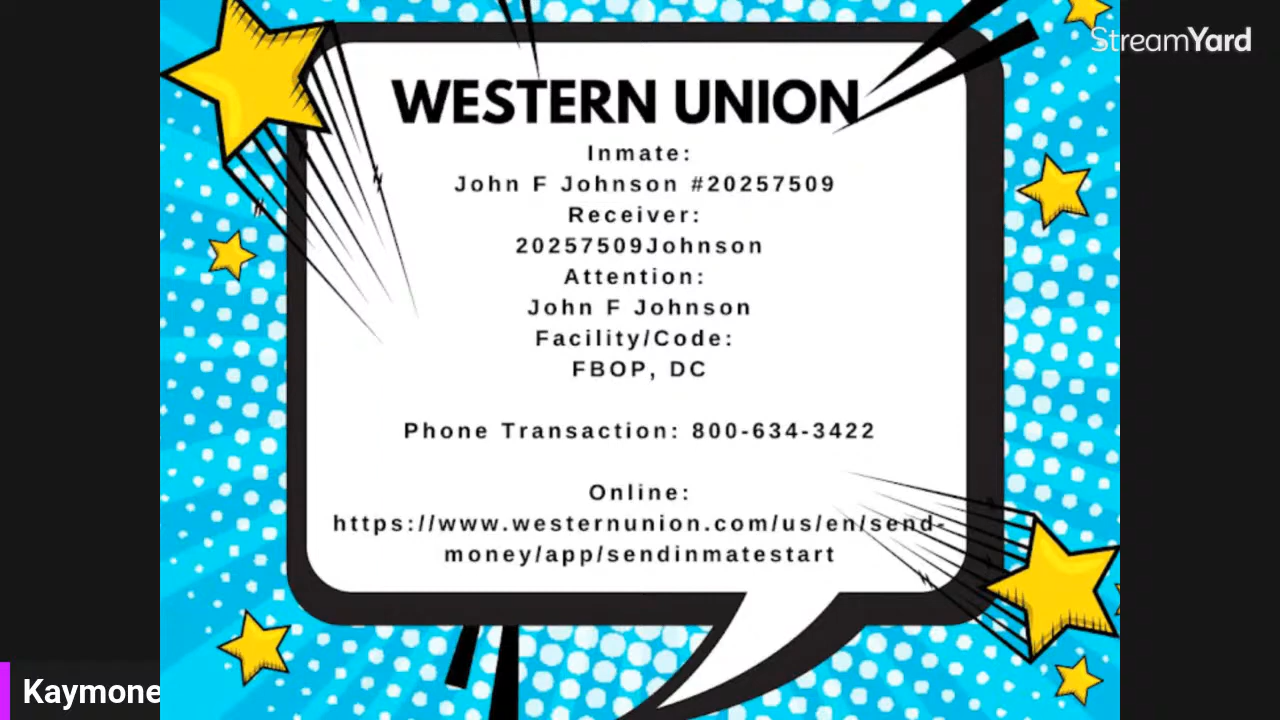 StreamYard
WESTERN UNION
Inmate:
John F Johnson #20257509
Receiver:
20257509Johnson
Attention:
John F Johnson
Facility/Code:
FBOP, DC
Phone Transaction: 800-634-3422
Online:
https://www.westernunion.com/us/en/send-
money/app/sendinmatestart
Kaymone